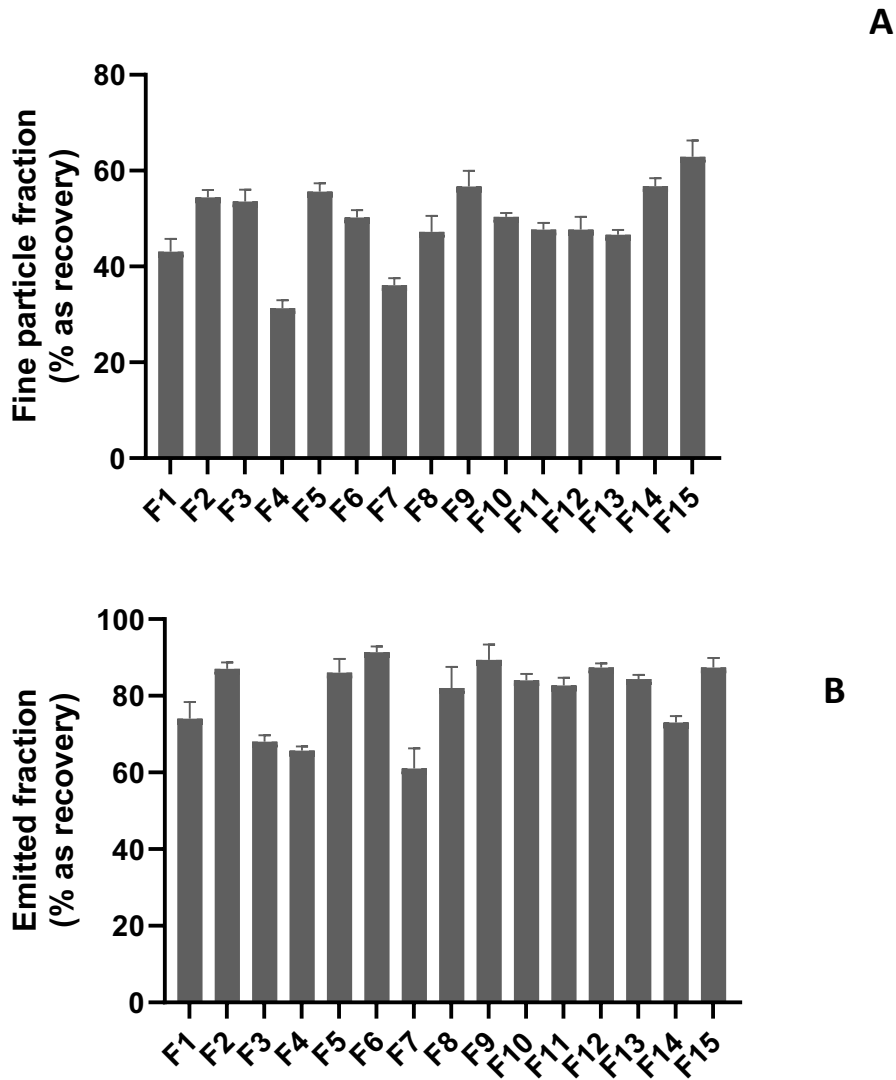 A
Fine particle fraction
(% as recovery)
80
60
40
20
0
F1
F2
F3
F4
F5
F6
F7
F8
F9
F10
F11
F12
F13
F14
F15
B
Emitted fraction
(% as recovery)
100
80
60
40
20
0
F1
F2
F3
F4
F5
F6
F7
F8
F9
F10
F11
F12
F13
F14
F15